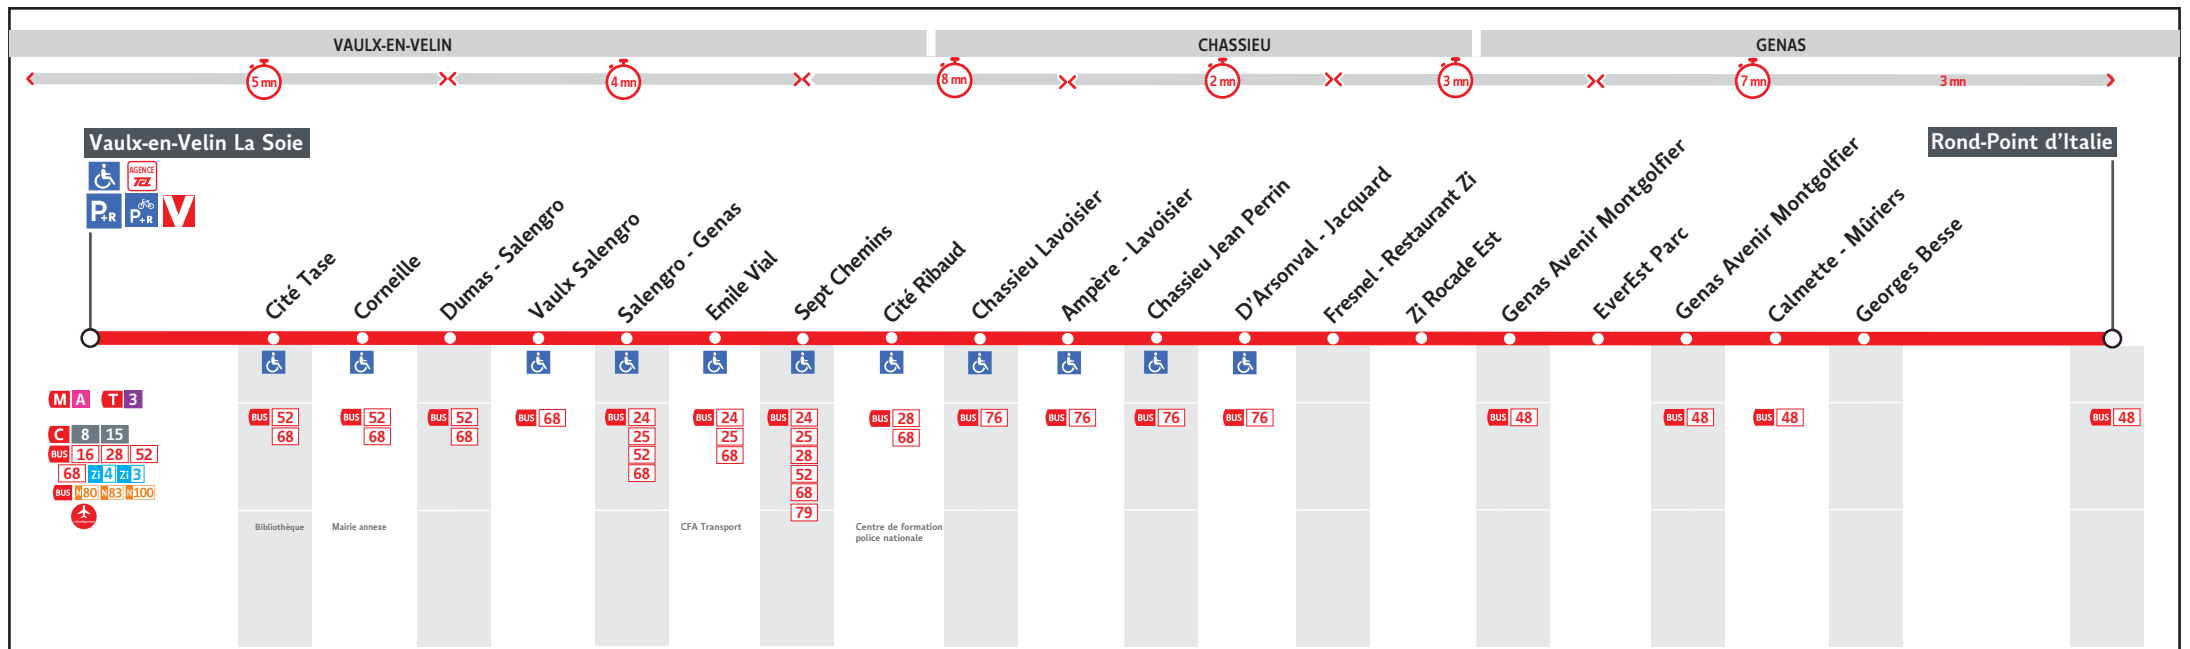 VAULX-EN-VELIN
CHASSIEU
GENAS
5 mn
4 mn
8 mn
2 mn
3 mn
7 mn
3 mn
Vaulx-en-Velin La Soie
Rond-Point d'Italie
AGENCE
TCL
P+R
P+R
V
Cité Tase
Corneille
Dumas - Salengro
Vaulx Salengro
Salengro - Genas
Emile Vial
Sept Chemins
Cité Ribaud
Chassieu Lavoisier
Ampère - Lavoisier
Chassieu Jean Perrin
D'Arsonval - Jacquard
Fresnel - Restaurant Zi
Zi Rocade Est
Genas Avenir Montgolfier
EverEst Parc
Genas Avenir Montgolfier
Calmette - Mûriers
Georges Besse
M A T 3
C 8 15
BUS 16 28 52
68 Zi 4 Zi 3
BUS N80 N83 N100
BUS 52
68
BUS 52
68
BUS 52
68
BUS 68
BUS 24
25
52
68
BUS 24
25
68
BUS 24
25
28
52
68
79
BUS 28
68
BUS 76
BUS 76
BUS 76
BUS 76
BUS 48
BUS 48
BUS 48
BUS 48
Bibliothèque
Mairie annexe
CFA Transport
Centre de formation
police nationale